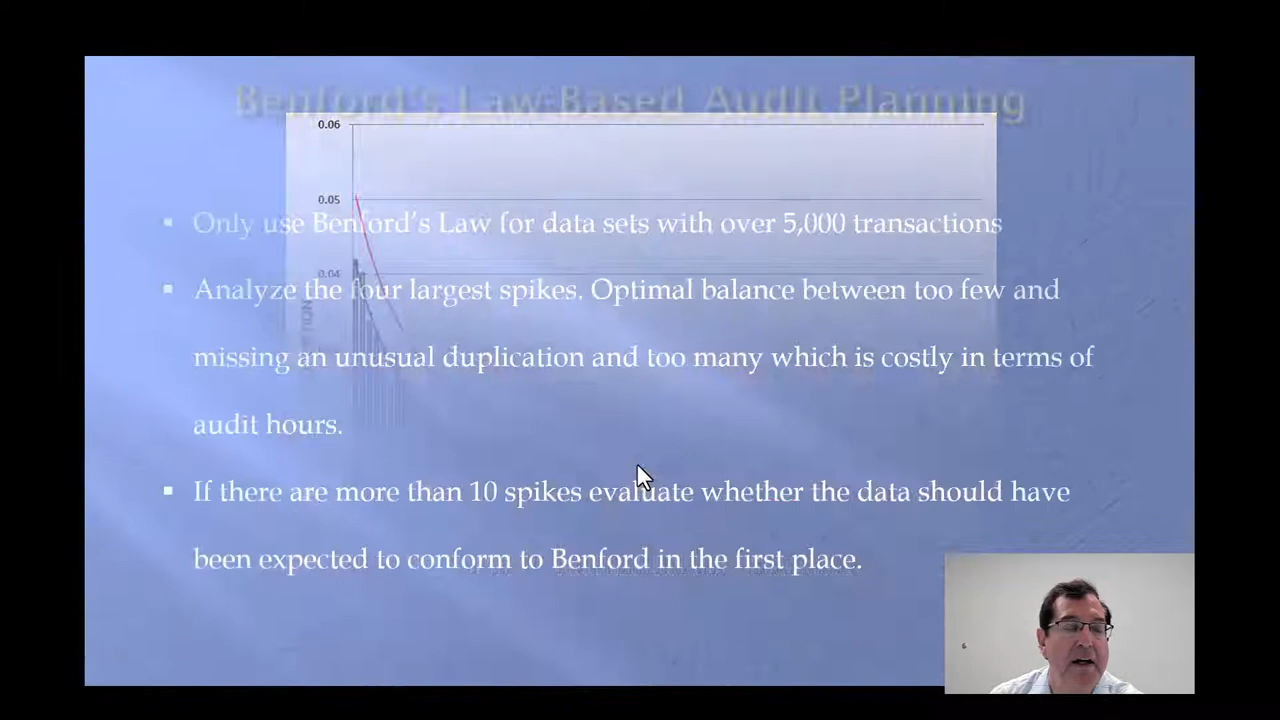 Benford's Law-Based Audit Planning
0.06
0.05
Only use Benford's Law for data sets with over 5,000 transactions
0.04
Analyze the four largest spikes. Optimal balance between too few and
missing an unusual duplication and too many which is costly in terms of
audit hours.
If there are more than 10 spikes evaluate whether the data should have
been expected to conform to Benford in the first place.